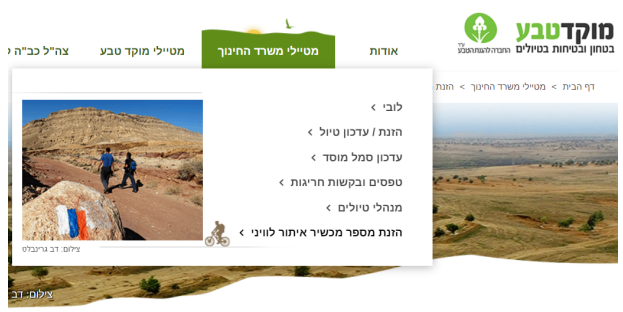 מוקדטבע
בטחון ובטיחות בטיולים
החברה להגנת הטבע
אודות
מטיילי משרד החינוך
מטיילי מוקד טבע
צה"ל כב"ה
דף הבית > מטיילי משרד החינוך > הזנת
לובי
הזנת / עדכון טיול
עדכון סמל מוסד
טפסים ובקשות חריגות
מנהלי טיולים
הזנת מספר מכשיר איתור לוויני
צילום: דב גרינבלט
צילום: דב